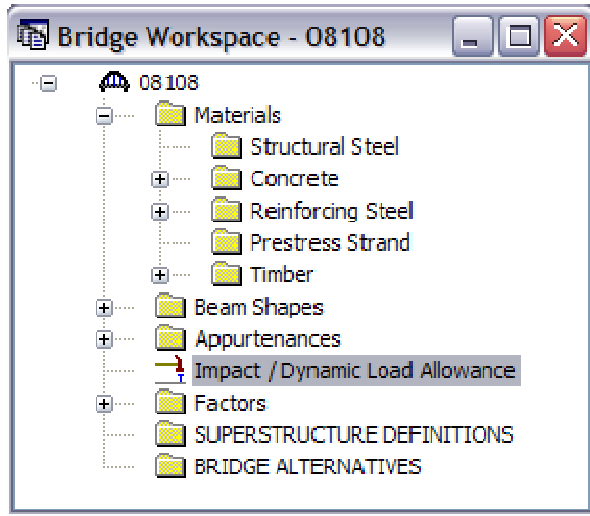 Bridge Workspace - O81O8
08108
Materials
Structural Steel
Concrete
Reinforcing Steel
Prestress Strand
Timber
Beam Shapes
Appurtenances
Impact / Dynamic Load Allowance
Factors
SUPERSTRUCTURE DEFINITIONS
BRIDGE ALTERNATIVES